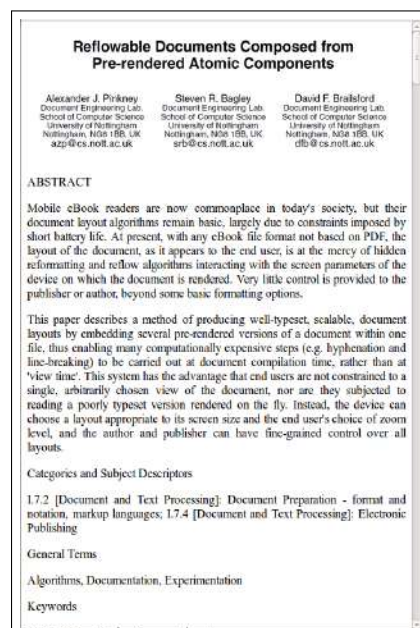 Reflowable Documents Composed from
Pre-rendered Atomic Components
Alexander J. Pinkney
Document Engineering Lab.
School of Computer Science
University of Nottingham
Nottingham, NG8 1BB, UK
azp@cs.nott.ac.uk
Steven R. Bagley
Document Engineering Lab.
School of Computer Science
University of Nottingham
Nottingham, NG8 1BB, UK
srb@cs.nott.ac.uk
David F. Brailsford
Document Engineering Lab.
School of Computer Science
University of Nottingham
Nottingham, NG8 1BB, UK
dfb@cs.nott.ac.uk
ABSTRACT
Mobile eBook readers are now commonplace in today's society, but their
document layout algorithms remain basic, largely due to constraints imposed by
short battery life. At present, with any eBook file format not based on PDF, the
layout of the document, as it appears to the end user, is at the mercy of hidden
reformatting and reflow algorithms interacting with the screen parameters of the
device on which the document is rendered. Very little control is provided to the
publisher or author, beyond some basic formatting options.
This paper describes a method of producing well-typeset, scalable, document
layouts by embedding several pre-rendered versions of a document within one
file, thus enabling many computationally expensive steps (e.g. hyphenation and
line-breaking) to be carried out at document compilation time, rather than at
'view time'. This system has the advantage that end users are not constrained to a
single, arbitrarily chosen view of the document, nor are they subjected to
reading a poorly typeset version rendered on the fly. Instead, the device can
choose a layout appropriate to its screen size and the end user's choice of zoom
level, and the author and publisher can have fine-grained control over all
layouts.
Categories and Subject Descriptors
I.7.2 [Document and Text Processing]: Document Preparation - format and
notation, markup languages; I.7.4 [Document and Text Processing]: Electronic
Publishing
General Terms
Algorithms, Documentation, Experimentation
Keywords